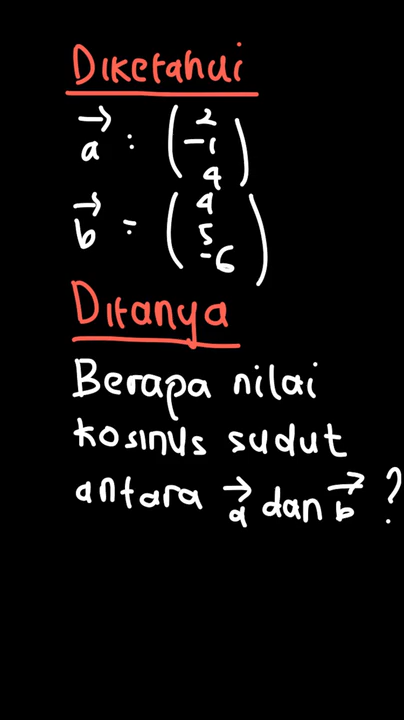 Diketahui
a : ( 2
-1
4 )
b : ( 4
5
-6 )
Ditanya
Berapa nilai
kosinus sudut
antara a dan b ?